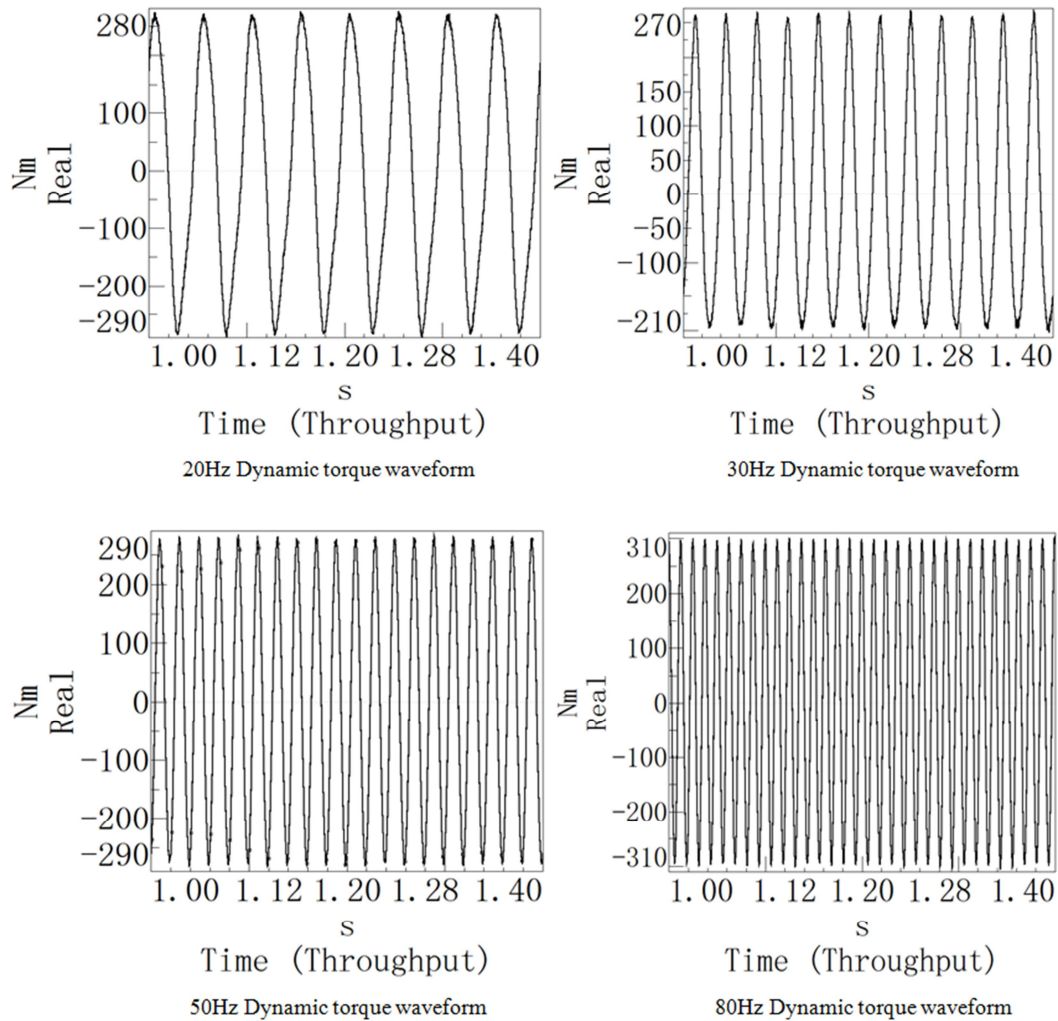 280
100
0
-100
-200
-290
Nm
Real
1.00 1.12 1.20 1.28 1.40
s
Time (Throughput)
20Hz Dynamic torque waveform
270
150
100
50
0
-50
-100
-210
Nm
Real
1.00 1.12 1.20 1.28 1.40
s
Time (Throughput)
30Hz Dynamic torque waveform
290
200
100
0
-100
-200
-290
Nm
Real
1.00 1.12 1.20 1.28 1.40
s
Time (Throughput)
50Hz Dynamic torque waveform
310
200
100
0
-100
-200
-310
Nm
Real
1.00 1.12 1.20 1.28 1.40
s
Time (Throughput)
80Hz Dynamic torque waveform